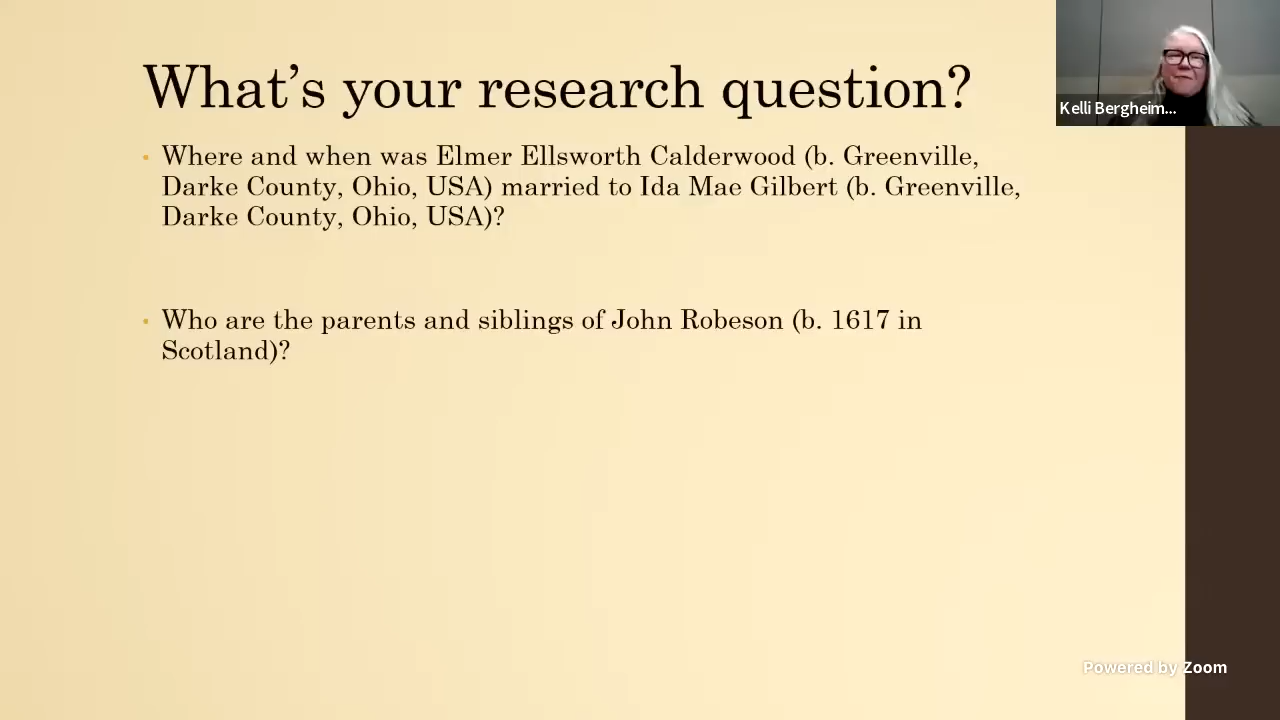 What's your research question?
Kelli Bergheim...
• Where and when was Elmer Ellsworth Calderwood (b. Greenville,
Darke County, Ohio, USA) married to Ida Mae Gilbert (b. Greenville,
Darke County, Ohio, USA)?
• Who are the parents and siblings of John Robeson (b. 1617 in
Scotland)?
Powered by Zoom